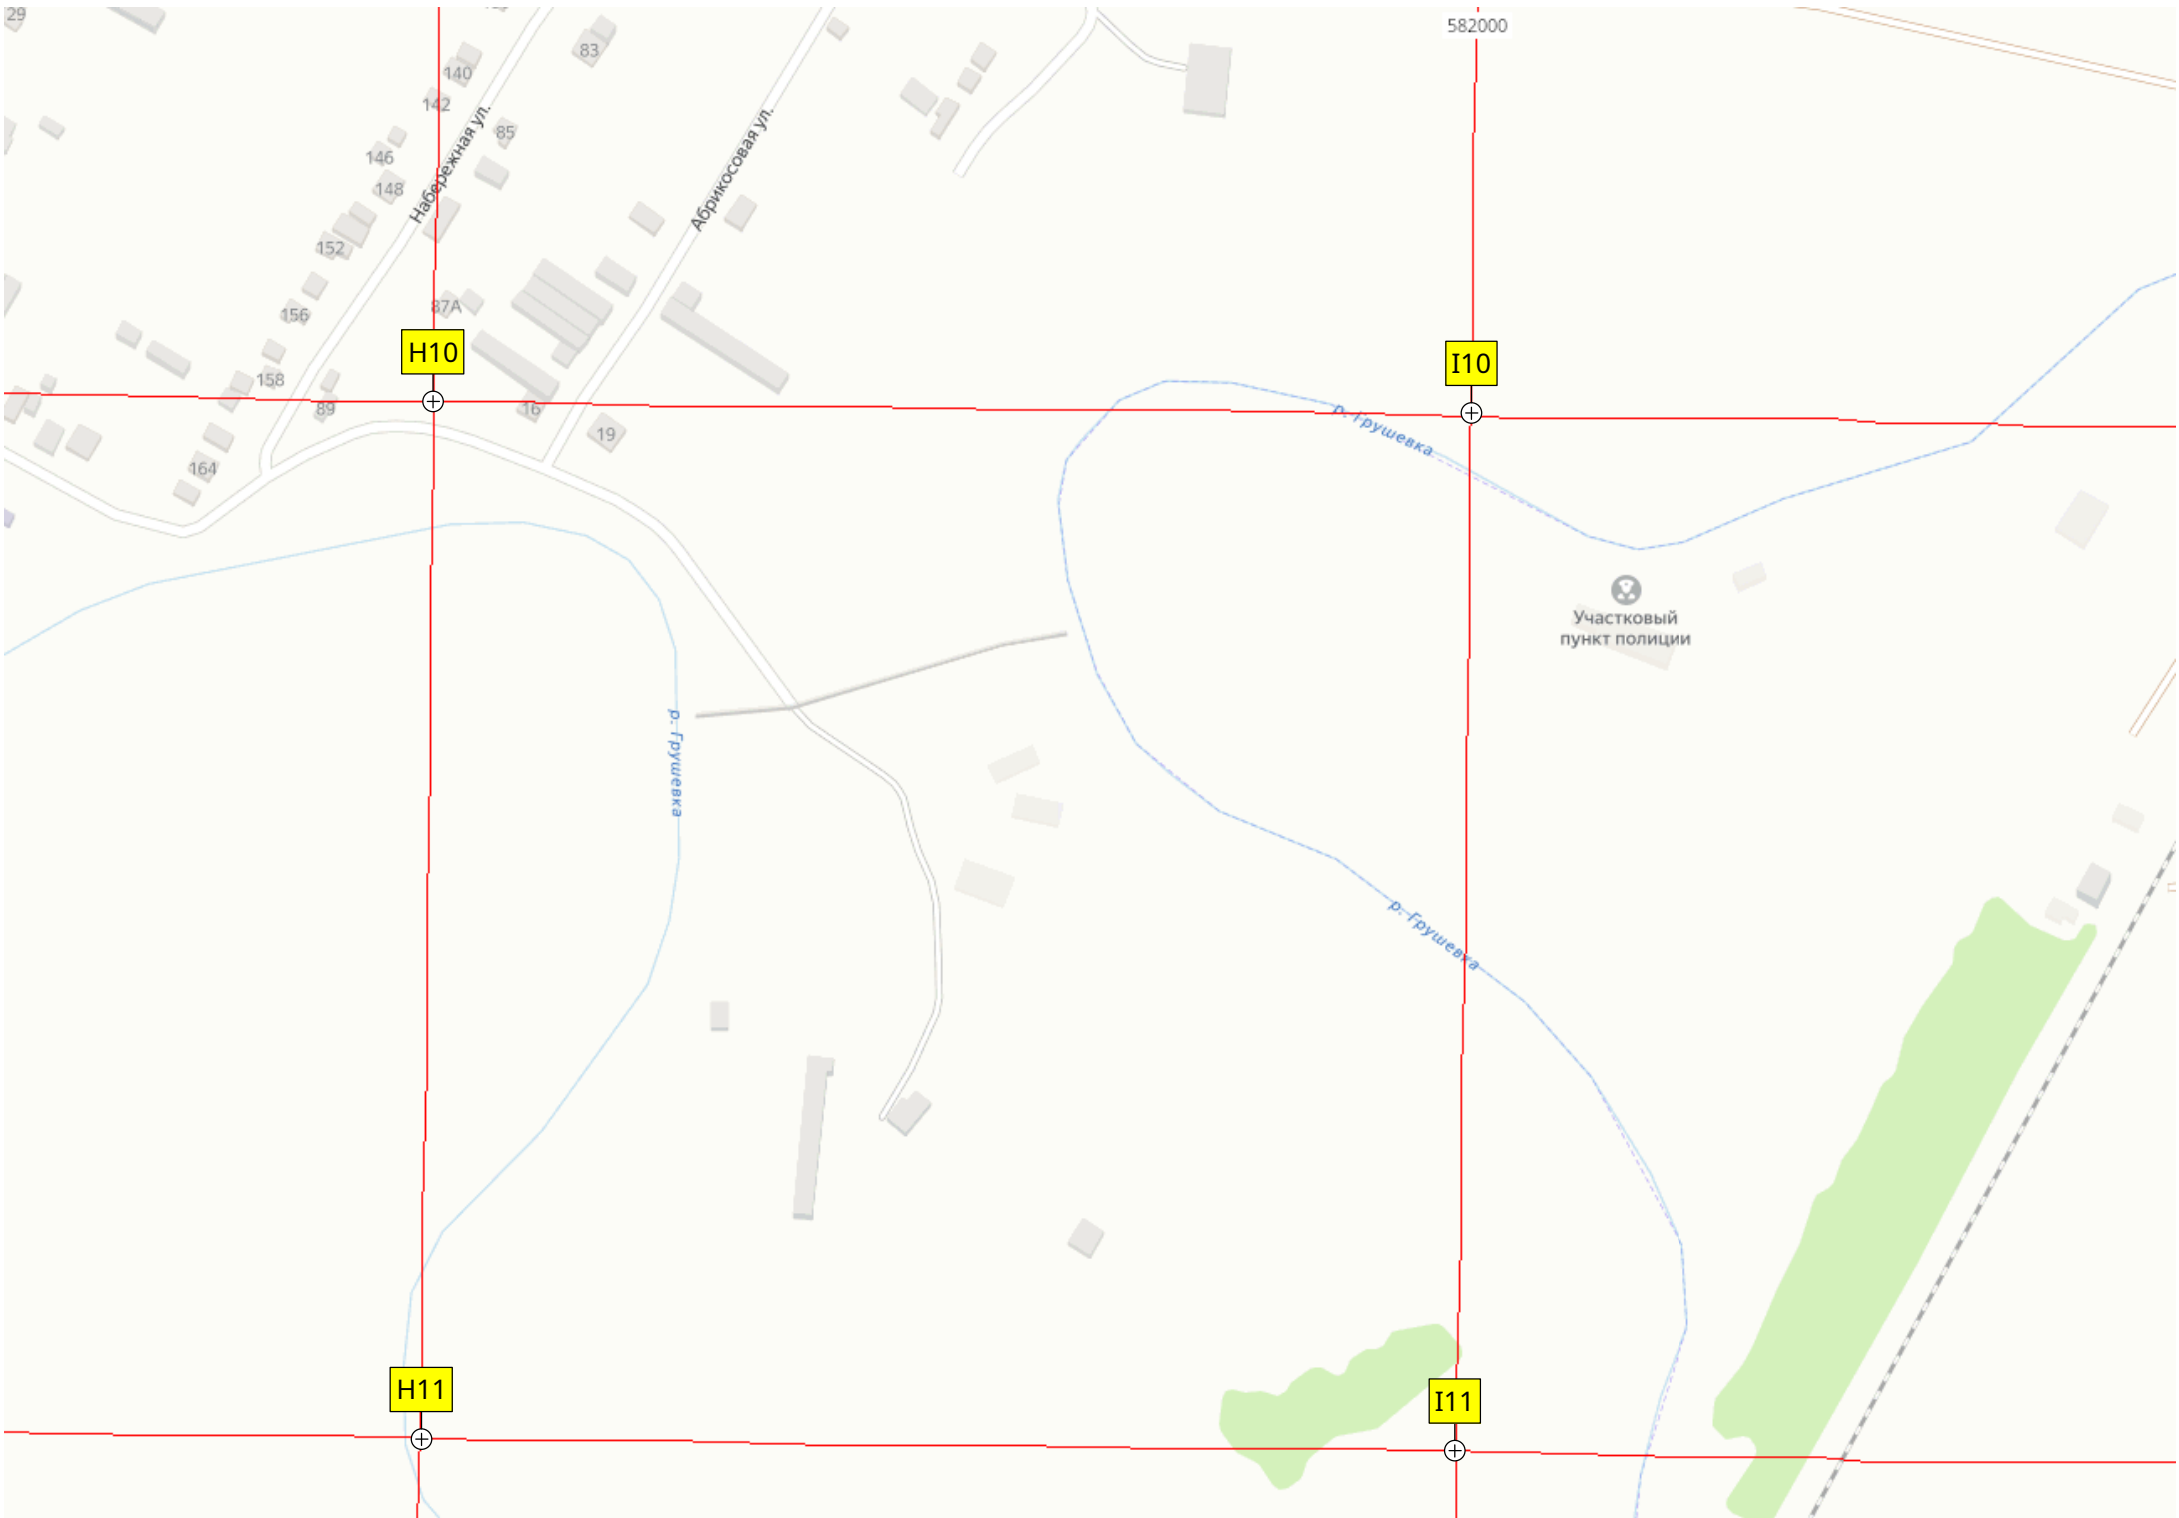 29
83
582000
140
142
Набережная ул.
85
Абрикосовая ул.
146
148
152
87А
156
H10
I10
158
89
16
р. Грушевка
19
164
Участковый
пункт полиции
р. Грушевка
р. Грушевка
H11
I11